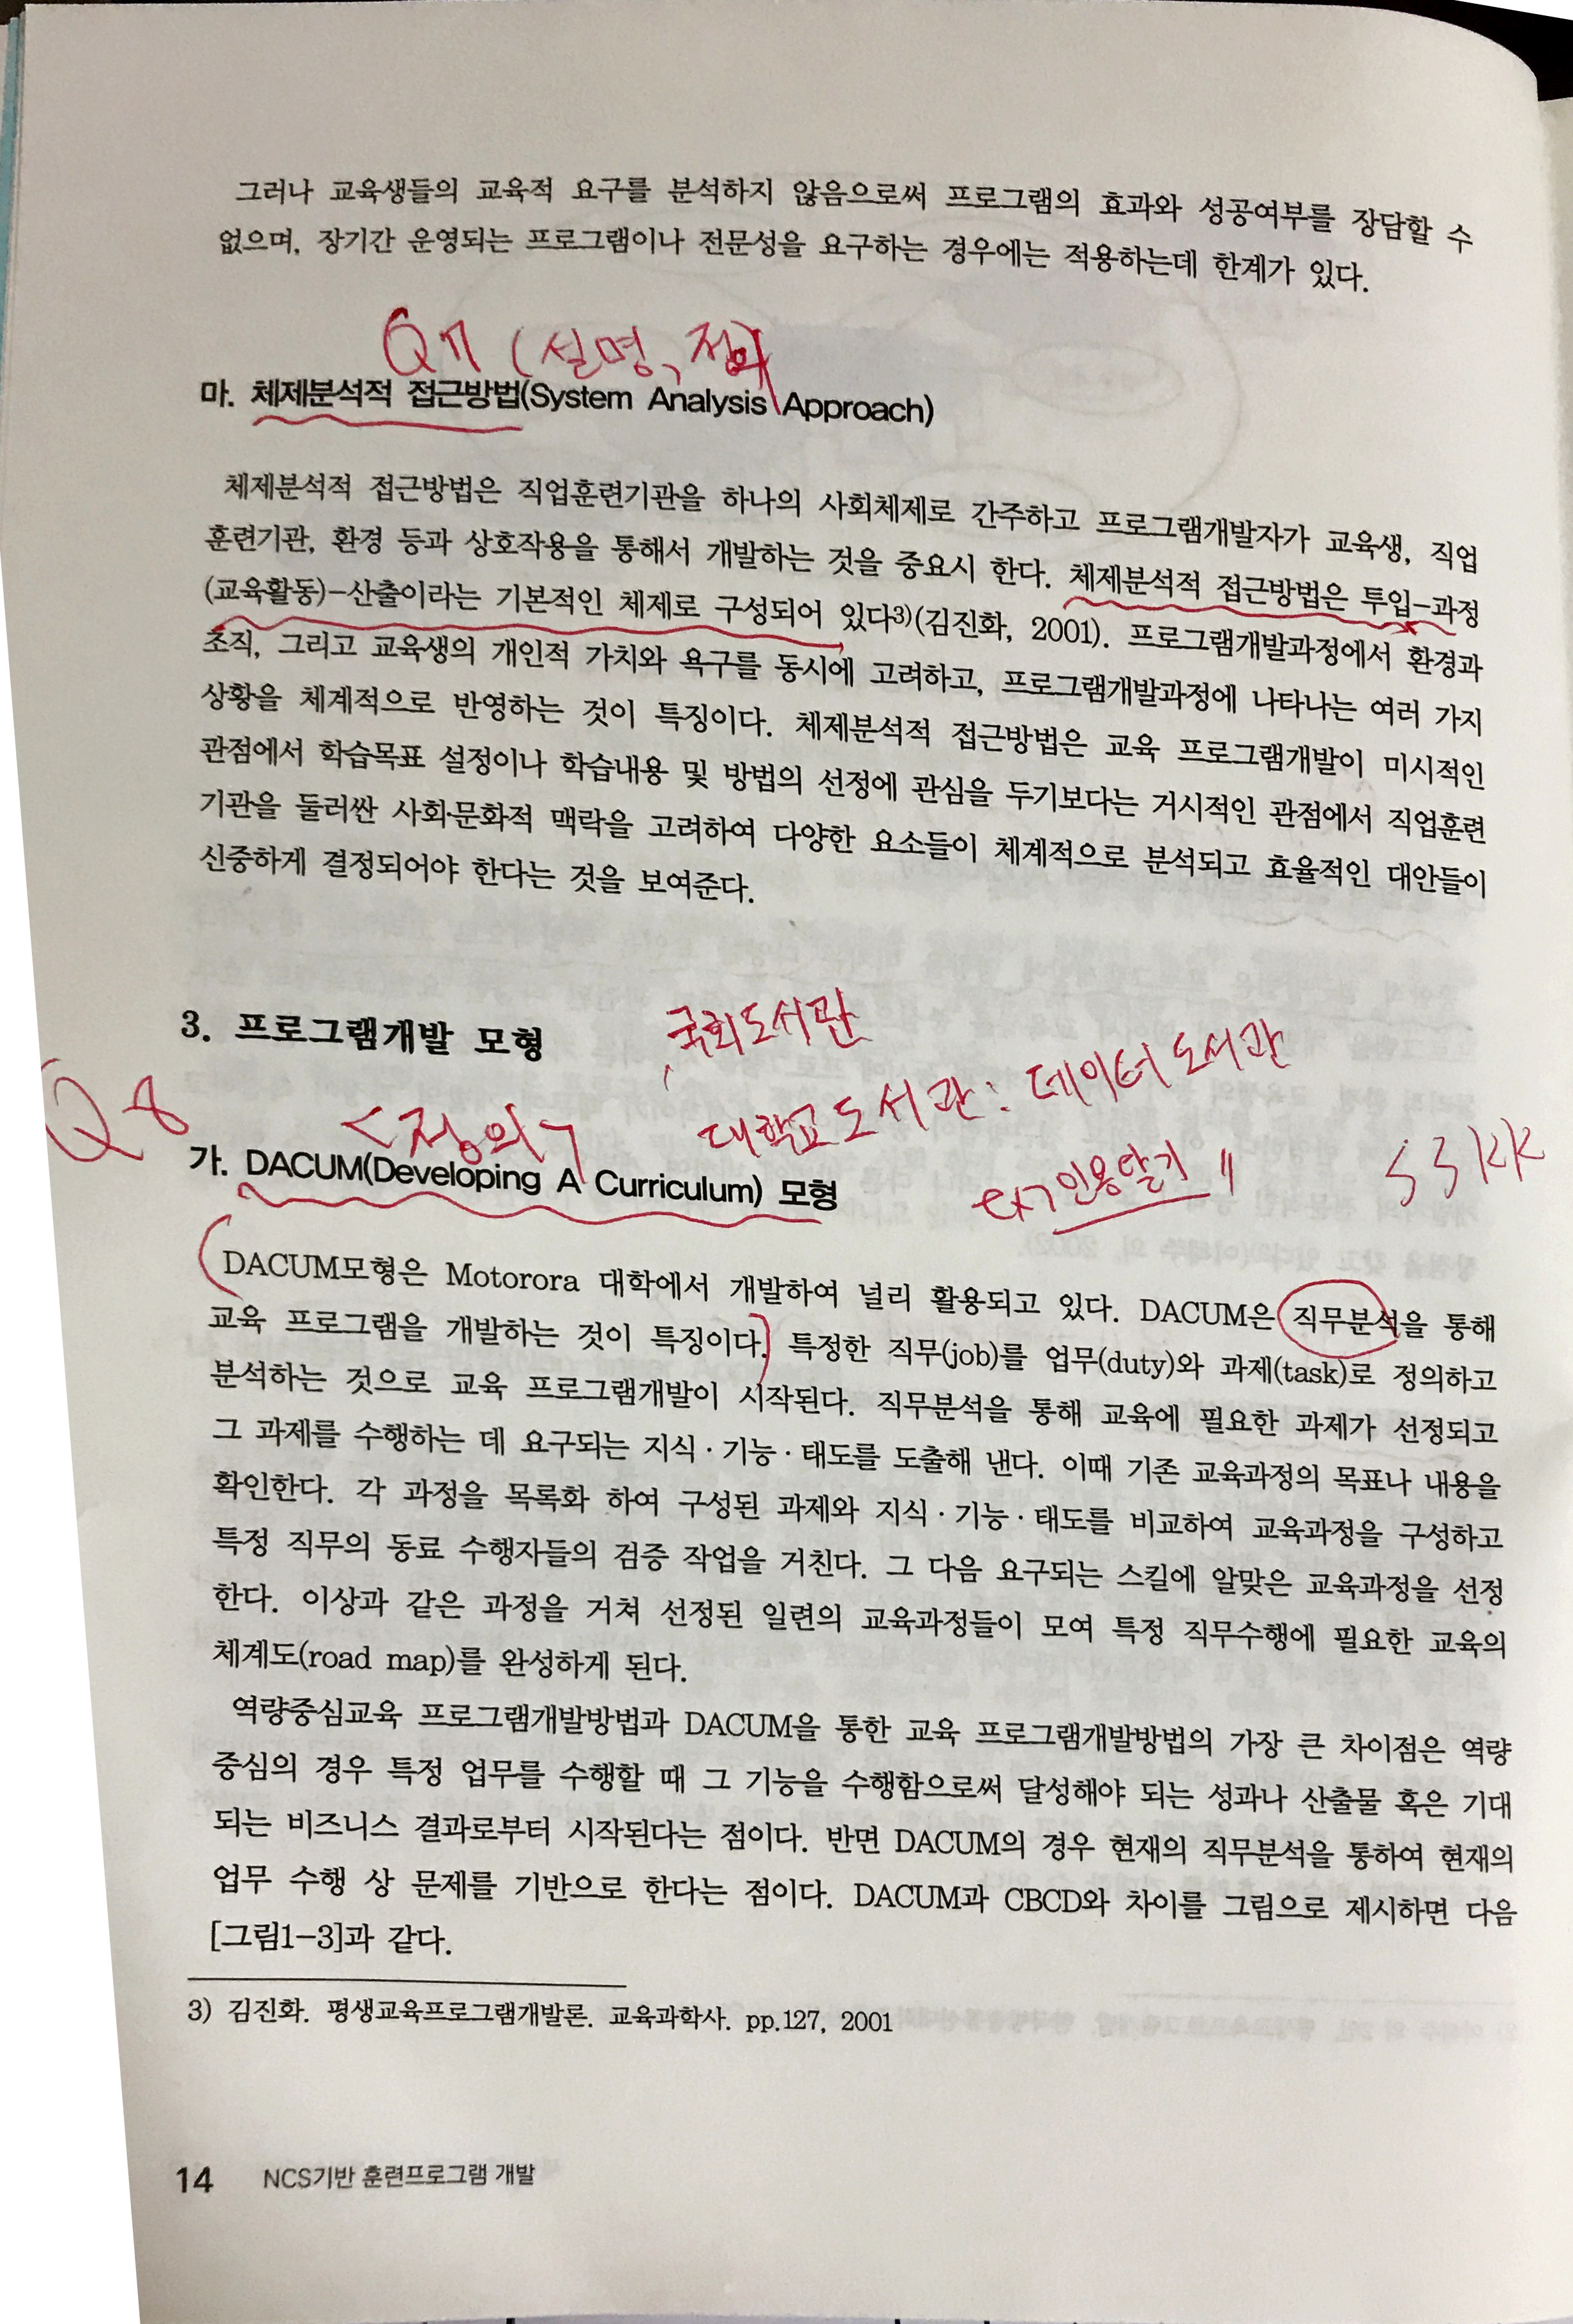 그러나 교육생들의 교육적 요구를 분석하지 않음으로써 프로그램의 효과와 성공여부를 장담할 수
없으며, 장기간 운영되는 프로그램이나 전문성을 요구하는 경우에는 적용하는데 한계가 있다.
Q7 (설명, 정의)
마. 체제분석적 접근방법(System Analysis Approach)
체제분석적 접근방법은 직업훈련기관을 하나의 사회체제로 간주하고 프로그램개발자가 교육생, 직업
훈련기관, 환경 등과 상호작용을 통해서 개발하는 것을 중요시 한다. 체제분석적 접근방법은 투입-과정
(교육활동)-산출이라는 기본적인 체제로 구성되어 있다3)(김진화, 2001). 프로그램개발과정에서 환경과
조직, 그리고 교육생의 개인적 가치와 욕구를 동시에 고려하고, 프로그램개발과정에 나타나는 여러 가지
상황을 체계적으로 반영하는 것이 특징이다. 체제분석적 접근방법은 교육 프로그램개발이 미시적인
관점에서 학습목표 설정이나 학습내용 및 방법의 선정에 관심을 두기보다는 거시적인 관점에서 직업훈련
기관을 둘러싼 사회·문화적 맥락을 고려하여 다양한 요소들이 체계적으로 분석되고 효율적인 대안들이
신중하게 결정되어야 한다는 것을 보여준다.
3. 프로그램개발 모형
국회도서관
대학교도서관: 데이터도서관
Q8
<정의>
인용달기
가. DACUM(Developing A Curriculum) 모형
DACUM모형은 Motorora 대학에서 개발하여 널리 활용되고 있다. DACUM은 직무분석을 통해
교육 프로그램을 개발하는 것이 특징이다. 특정한 직무(job)를 업무(duty)와 과제(task)로 정의하고
분석하는 것으로 교육 프로그램개발이 시작된다. 직무분석을 통해 교육에 필요한 과제가 선정되고
그 과제를 수행하는 데 요구되는 지식·기능·태도를 도출해 낸다. 이때 기존 교육과정의 목표나 내용을
확인한다. 각 과정을 목록화 하여 구성된 과제와 지식·기능·태도를 비교하여 교육과정을 구성하고
특정 직무의 동료 수행자들의 검증 작업을 거친다. 그 다음 요구되는 스킬에 알맞은 교육과정을 선정
한다. 이상과 같은 과정을 거쳐 선정된 일련의 교육과정들이 모여 특정 직무수행에 필요한 교육의
체계도(road map)를 완성하게 된다.
역량중심교육 프로그램개발방법과 DACUM을 통한 교육 프로그램개발방법의 가장 큰 차이점은 역량
중심의 경우 특정 업무를 수행할 때 그 기능을 수행함으로써 달성해야 되는 성과나 산출물 혹은 기대
되는 비즈니스 결과로부터 시작된다는 점이다. 반면 DACUM의 경우 현재의 직무분석을 통하여 현재의
업무 수행 상 문제를 기반으로 한다는 점이다. DACUM과 CBCD와 차이를 그림으로 제시하면 다음
[그림1-3]과 같다.
3) 김진화. 평생교육프로그램개발론. 교육과학사. pp.127, 2001
14 NCS기반 훈련프로그램 개발